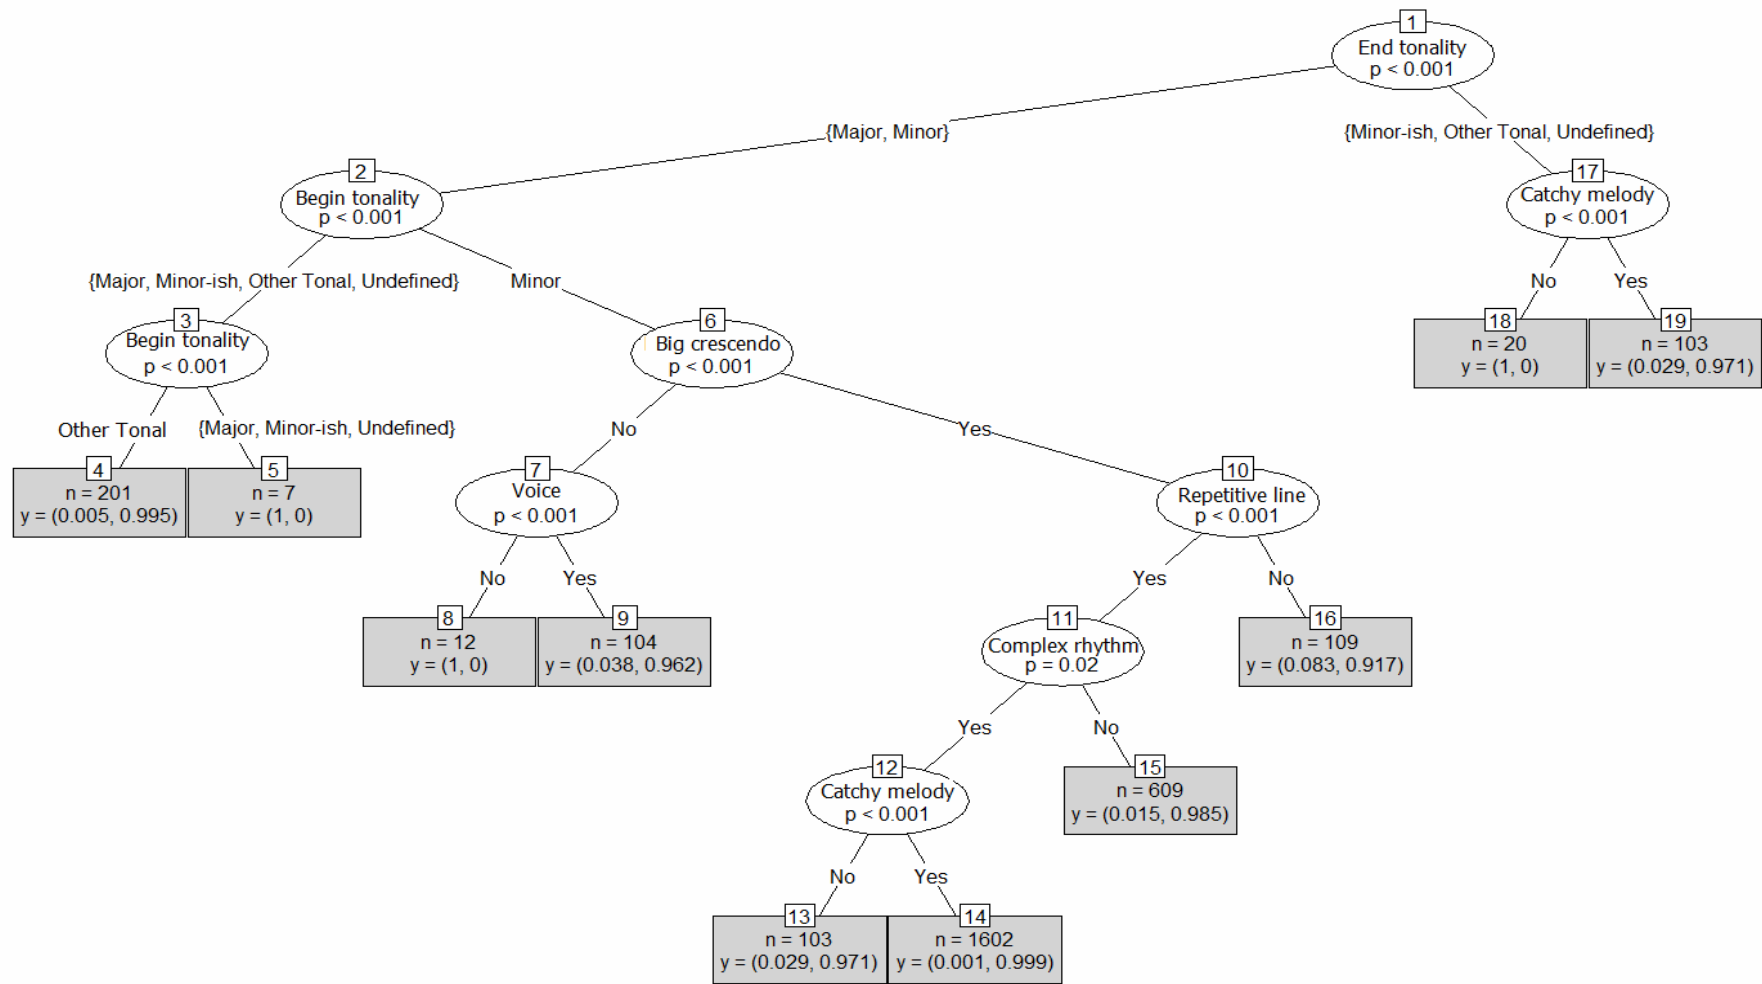 1
End tonality
p < 0.001
{Major, Minor}
{Minor-ish, Other Tonal, Undefined}
2
Begin tonality
p < 0.001
17
Catchy melody
p < 0.001
{Major, Minor-ish, Other Tonal, Undefined}
Minor
No
Yes
3
Begin tonality
p < 0.001
6
Big crescendo
p < 0.001
18
n = 20
y = (1, 0)
19
n = 103
y = (0.029, 0.971)
Other Tonal
{Major, Minor-ish, Undefined}
No
Yes
4
n = 201
y = (0.005, 0.995)
5
n = 7
y = (1, 0)
7
Voice
p < 0.001
10
Repetitive line
p < 0.001
No
Yes
Yes
No
8
n = 12
y = (1, 0)
9
n = 104
y = (0.038, 0.962)
11
Complex rhythm
p = 0.02
16
n = 109
y = (0.083, 0.917)
Yes
No
12
Catchy melody
p < 0.001
15
n = 609
y = (0.015, 0.985)
No
Yes
13
n = 103
y = (0.029, 0.971)
14
n = 1602
y = (0.001, 0.999)